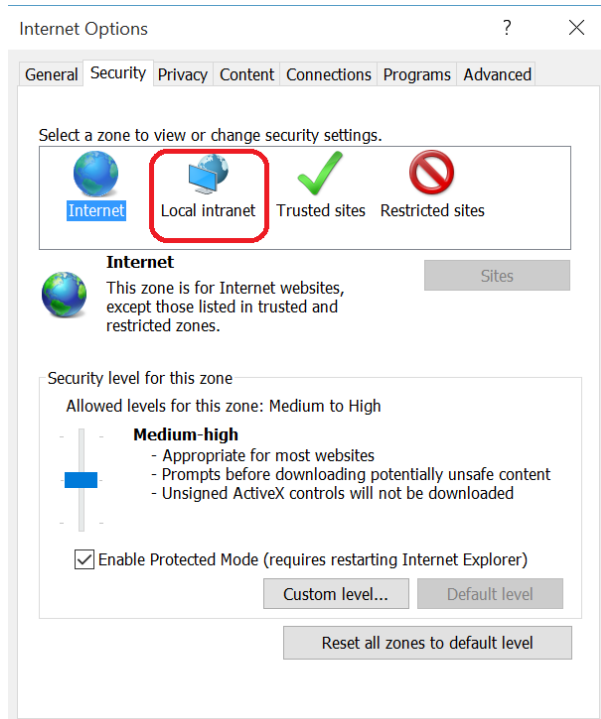 Internet Options ?
General Security Privacy Content Connections Programs Advanced
Select a zone to view or change security settings.
Internet Local intranet Trusted sites Restricted sites
Internet
Sites
This zone is for Internet websites,
except those listed in trusted and
restricted zones.
Security level for this zone
Allowed levels for this zone: Medium to High
Medium-high
- Appropriate for most websites
- Prompts before downloading potentially unsafe content
- Unsigned ActiveX controls will not be downloaded
Enable Protected Mode (requires restarting Internet Explorer)
Custom level... Default level
Reset all zones to default level